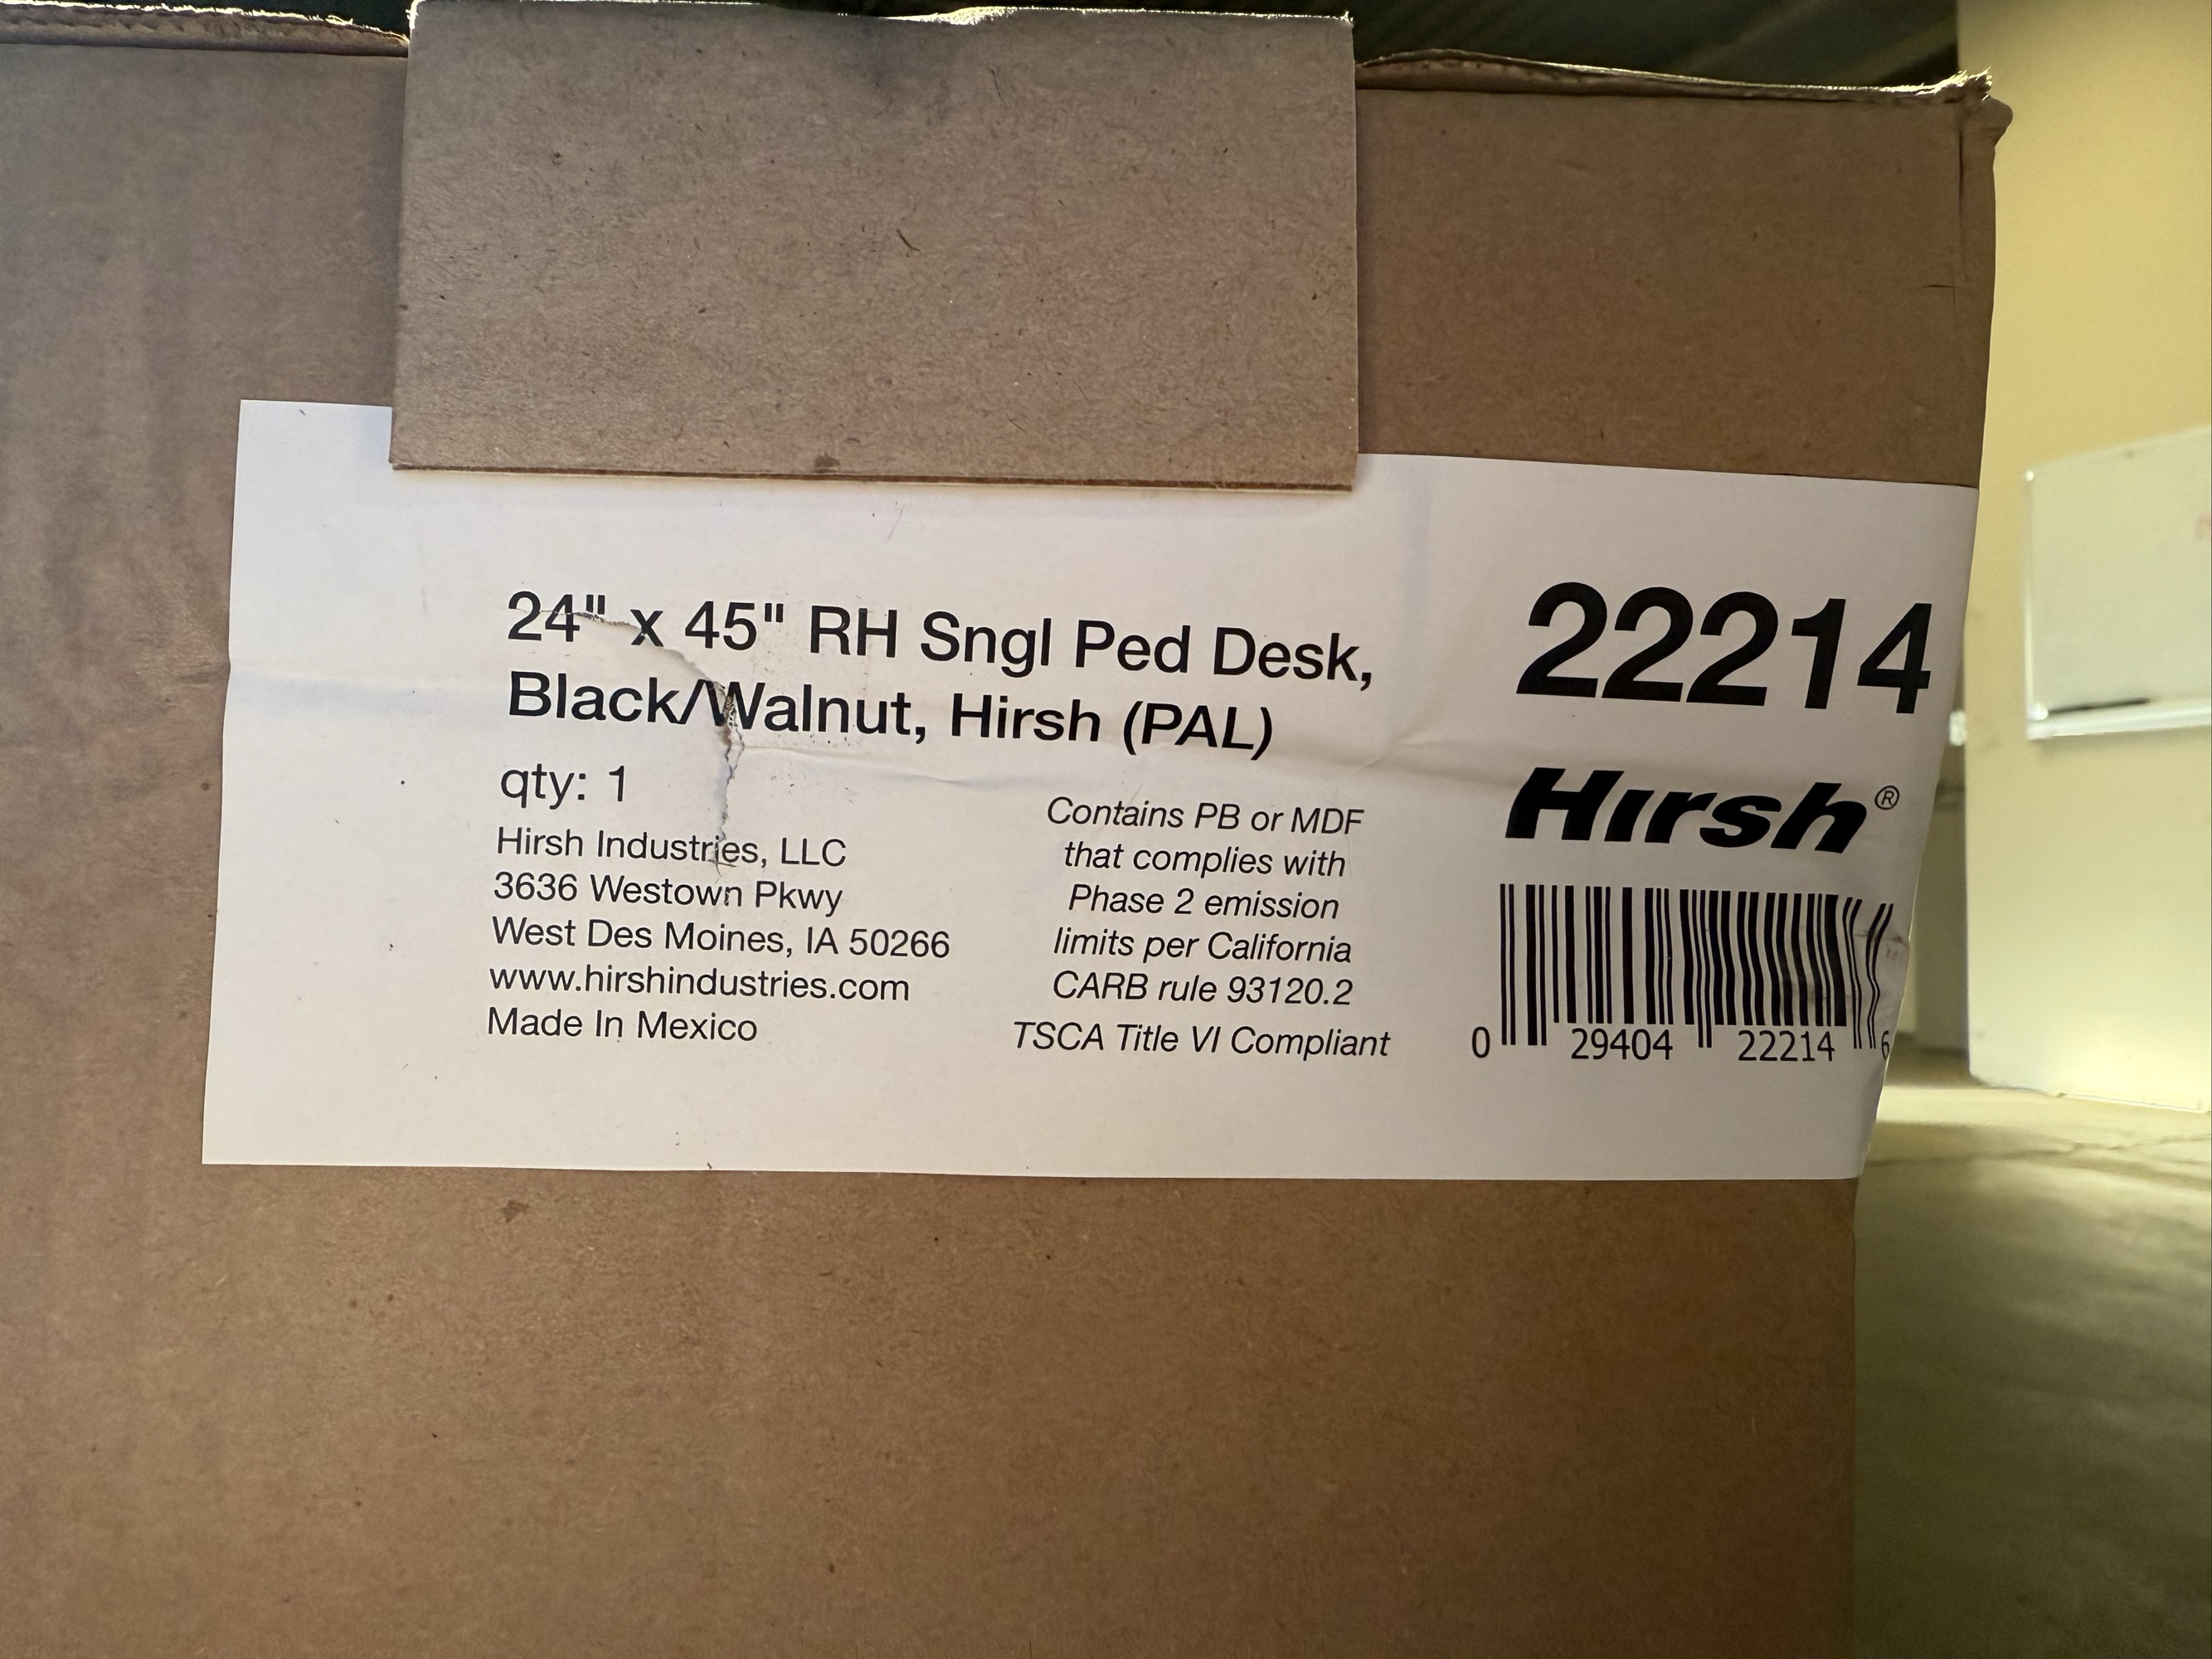 24" x 45" RH Sngl Ped Desk,
Black/Walnut, Hirsh (PAL)
qty: 1
Hirsh Industries, LLC
3636 Westown Pkwy
West Des Moines, IA 50266
www.hirshindustries.com
Made In Mexico
Contains PB or MDF
that complies with
Phase 2 emission
limits per California
CARB rule 93120.2
TSCA Title VI Compliant
22214
Hirsh®
0 29404 22214 6